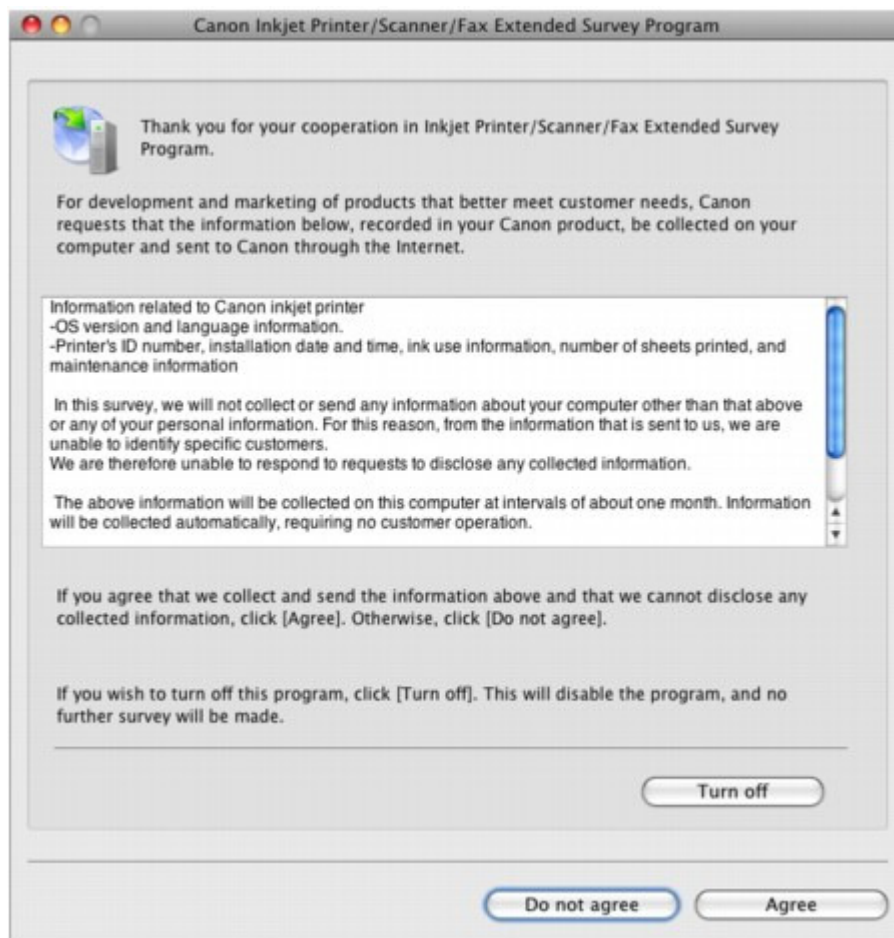 Canon Inkjet Printer/Scanner/Fax Extended Survey Program
Thank you for your cooperation in Inkjet Printer/Scanner/Fax Extended Survey
Program.
For development and marketing of products that better meet customer needs, Canon
requests that the information below, recorded in your Canon product, be collected on your
computer and sent to Canon through the Internet.
Information related to Canon inkjet printer
-OS version and language information.
-Printer's ID number, installation date and time, ink use information, number of sheets printed, and
maintenance information
In this survey, we will not collect or send any information about your computer other than that above
or any of your personal information. For this reason, from the information that is sent to us, we are
unable to identify specific customers.
We are therefore unable to respond to requests to disclose any collected information.
The above information will be collected on this computer at intervals of about one month. Information
will be collected automatically, requiring no customer operation.
If you agree that we collect and send the information above and that we cannot disclose any
collected information, click [Agree]. Otherwise, click [Do not agree].
If you wish to turn off this program, click [Turn off]. This will disable the program, and no
further survey will be made.
Turn off
Do not agree
Agree